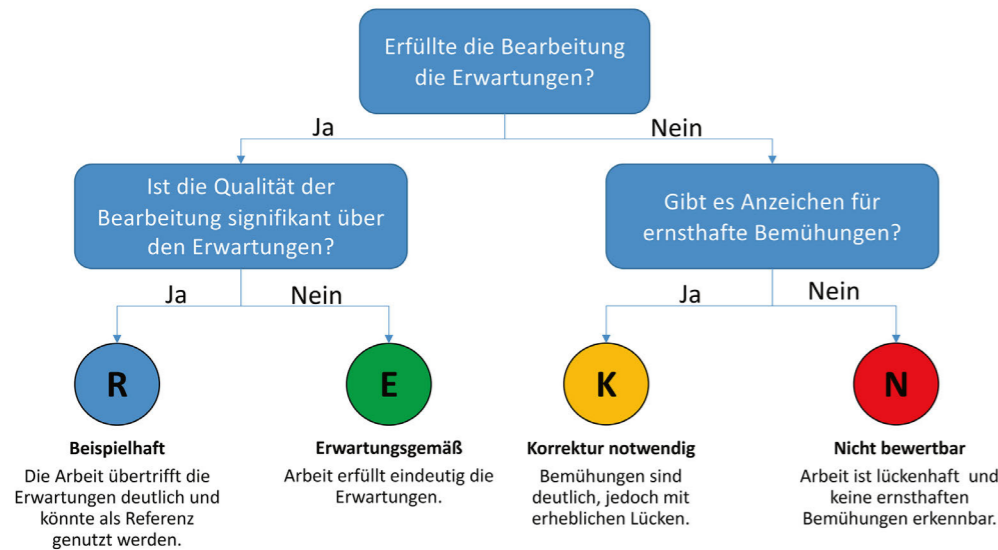 Erfüllte die Bearbeitung
die Erwartungen?
Ja
Nein
Ist die Qualität der
Bearbeitung signifikant über
den Erwartungen?
Gibt es Anzeichen für
ernsthafte Bemühungen?
Ja
Nein
Ja
Nein
R
E
K
N
Beispielhaft
Die Arbeit übertrifft die
Erwartungen deutlich und
könnte als Referenz
genutzt werden.
Erwartungsgemäß
Arbeit erfüllt eindeutig die
Erwartungen.
Korrektur notwendig
Bemühungen sind
deutlich, jedoch mit
erheblichen Lücken.
Nicht bewertbar
Arbeit ist lückenhaft und
keine ernsthaften
Bemühungen erkennbar.